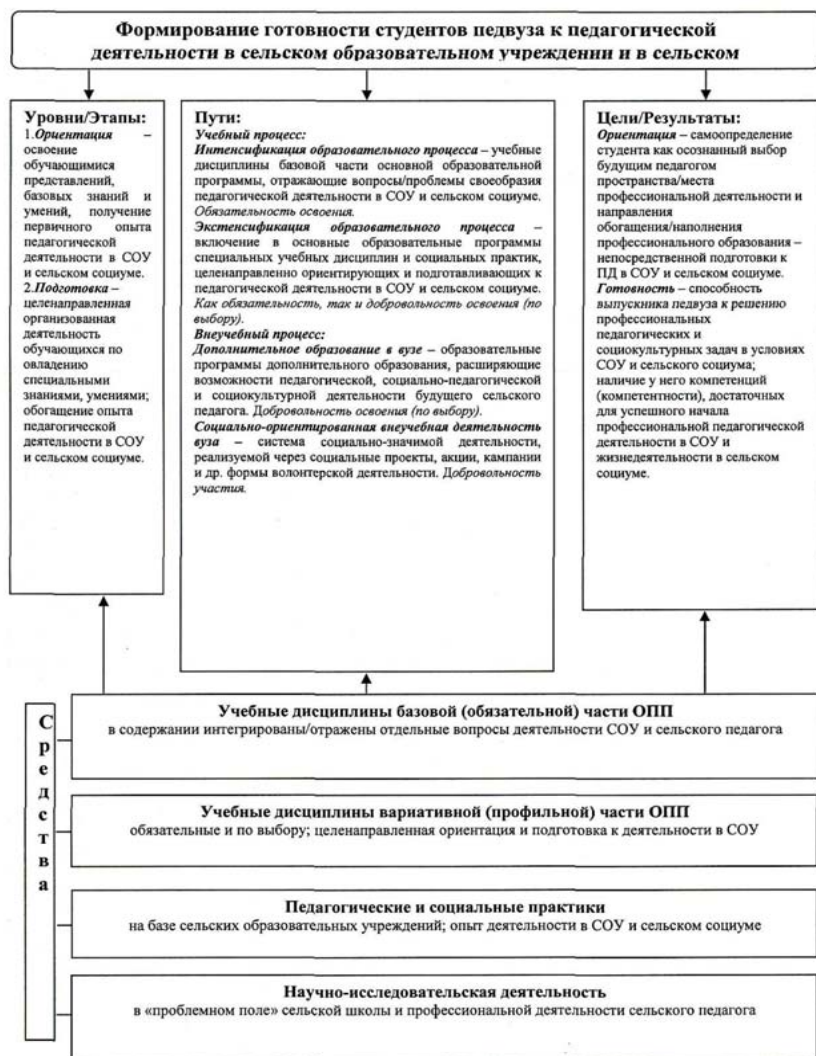 Формирование готовности студентов педвуза к педагогической
деятельности в сельском образовательном учреждении и в сельском
Уровни/Этапы:
1.Ориентация –
освоение
обучающимися
представлений,
базовых знаний и
умений, получение
первичного опыта
педагогической
деятельности в СОУ
и сельском социуме.
2.Подготовка –
целенаправленная
организованная
деятельность
обучающихся по
овладению
специальными
знаниями, умениями;
обогащение опыта
педагогической
деятельности в СОУ
и сельском социуме.
Пути:
Учебный процесс:
Интенсификация образовательного процесса – учебные
дисциплины базовой части основной образовательной
программы, отражающие вопросы/проблемы своеобразия
педагогической деятельности в СОУ и сельском социуме.
Обязательность освоения.
Экстенсификация образовательного процесса –
включение в основные образовательные программы
специальных учебных дисциплин и социальных практик,
целенаправленно ориентирующих и подготавливающих к
педагогической деятельности в СОУ и сельском социуме.
Как обязательность, так и добровольность освоения (по
выбору).
Внеучебный процесс:
Дополнительное образование в вузе – образовательные
программы дополнительного образования, расширяющие
возможности педагогической, социально-педагогической
и социокультурной деятельности будущего сельского
педагога. Добровольность освоения (по выбору).
Социально-ориентированная внеучебная деятельность
вуза – система социально-значимой деятельности,
реализуемой через социальные проекты, акции, кампании
и др. формы волонтерской деятельности. Добровольность
участия.
Цели/Результаты:
Ориентация – самоопределение
студента как осознанный выбор
будущим педагогом
пространства/места
профессиональной деятельности и
направления
обогащения/наполнения
профессионального образования –
непосредственной подготовки к
ПД в СОУ и сельском социуме.
Готовность – способность
выпускника педвуза к решению
профессиональных
педагогических и
социокультурных задач в условиях
СОУ и сельского социума;
наличие у него компетенций
(компетентности), достаточных
для успешного начала
профессиональной педагогической
деятельности в СОУ и
жизнедеятельности в сельском
социуме.
Средства
Учебные дисциплины базовой (обязательной) части ОПП
в содержании интегрированы/отражены отдельные вопросы деятельности СОУ и сельского педагога
Учебные дисциплины вариативной (профильной) части ОПП
обязательные и по выбору; целенаправленная ориентация и подготовка к деятельности в СОУ
Педагогические и социальные практики
на базе сельских образовательных учреждений; опыт деятельности в СОУ и сельском социуме
Научно-исследовательская деятельность
в «проблемном поле» сельской школы и профессиональной деятельности сельского педагога